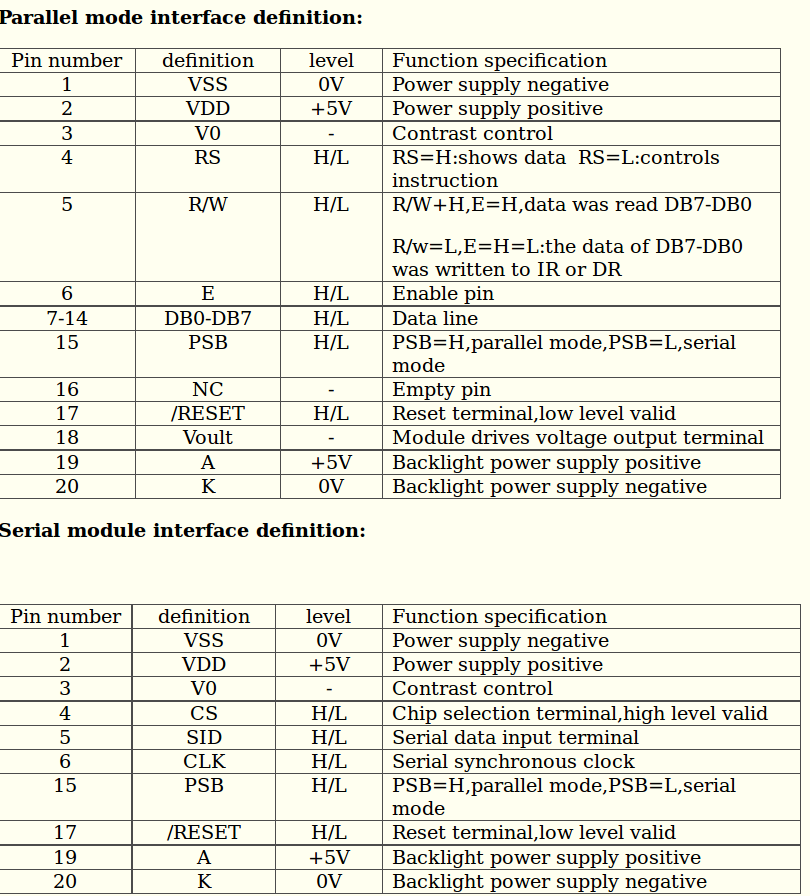 Parallel mode interface definition:
Pin number definition level Function specification
1 VSS 0V Power supply negative
2 VDD +5V Power supply positive
3 V0 - Contrast control
4 RS H/L RS=H:shows data RS=L:controls
instruction
5 R/W H/L R/W+H,E=H,data was read DB7-DB0
R/w=L,E=H=L:the data of DB7-DB0
was written to IR or DR
6 E H/L Enable pin
7-14 DB0-DB7 H/L Data line
15 PSB H/L PSB=H,parallel mode,PSB=L,serial
mode
16 NC - Empty pin
17 /RESET H/L Reset terminal,low level valid
18 Voult - Module drives voltage output terminal
19 A +5V Backlight power supply positive
20 K 0V Backlight power supply negative
Serial module interface definition:
Pin number definition level Function specification
1 VSS 0V Power supply negative
2 VDD +5V Power supply positive
3 V0 - Contrast control
4 CS H/L Chip selection terminal,high level valid
5 SID H/L Serial data input terminal
6 CLK H/L Serial synchronous clock
15 PSB H/L PSB=H,parallel mode,PSB=L,serial
mode
17 /RESET H/L Reset terminal,low level valid
19 A +5V Backlight power supply positive
20 K 0V Backlight power supply negative